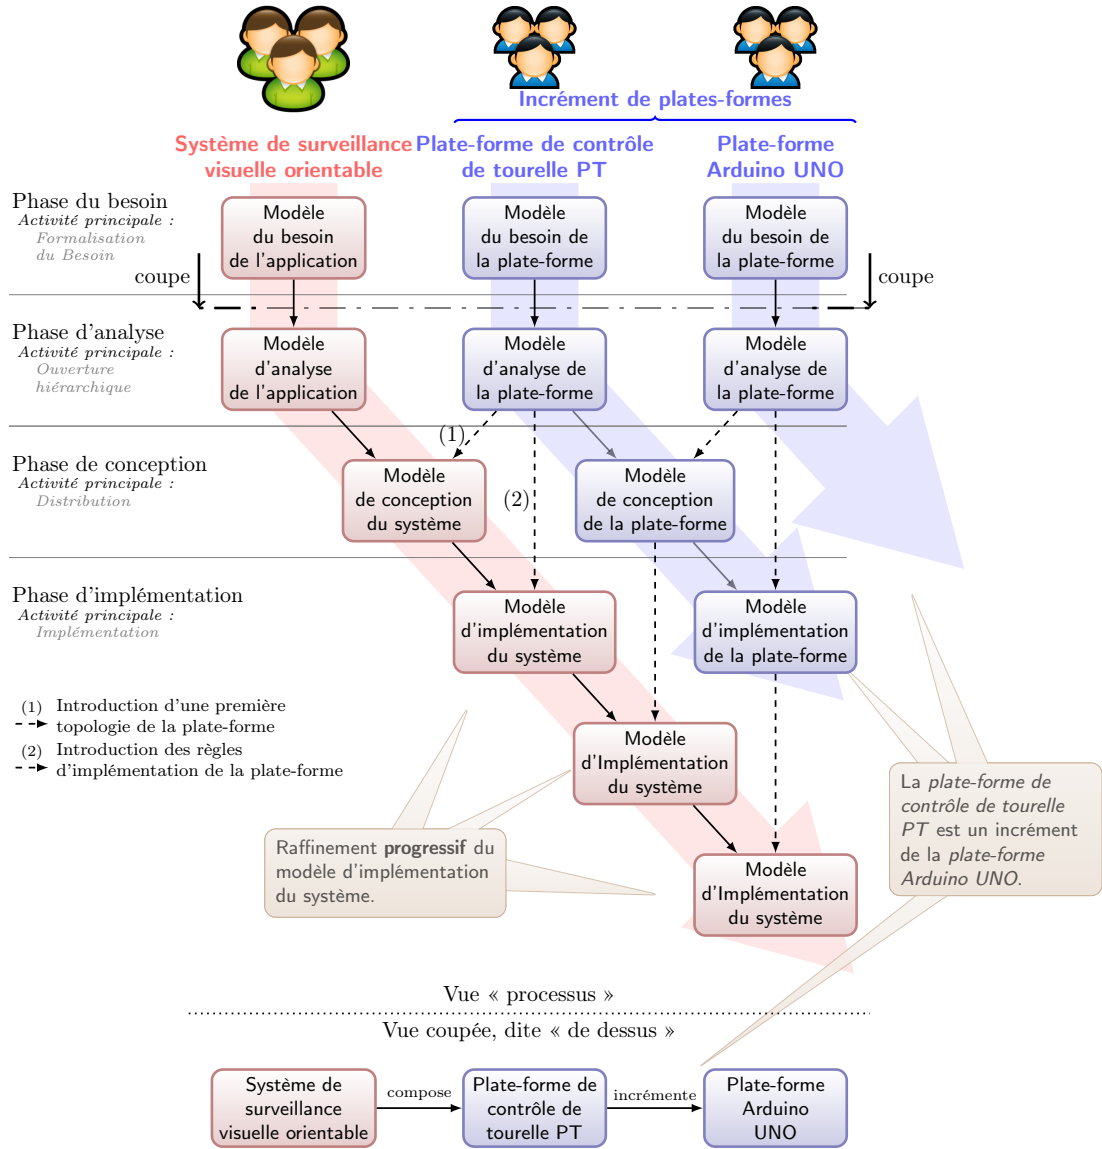 Incrément de plates-formes
Système de surveillance
visuelle orientable
Plate-forme de contrôle
de tourelle PT
Plate-forme
Arduino UNO
Phase du besoin
Activité principale :
Formalisation
du Besoin
Modèle
du besoin
de l'application
Modèle
du besoin de
la plate-forme
Modèle
du besoin de
la plate-forme
coupe
coupe
Phase d'analyse
Activité principale :
Ouverture
hiérarchique
Modèle
d'analyse
de l'application
Modèle
d'analyse de
la plate-forme
Modèle
d'analyse de
la plate-forme
(1)
Phase de conception
Activité principale :
Distribution
Modèle
de conception
du système
(2)
Modèle
de conception
de la plate-forme
Phase d'implémentation
Activité principale :
Implémentation
Modèle
d'implémentation
du système
Modèle
d'implémentation
de la plate-forme
(1) Introduction d'une première
topologie de la plate-forme
(2) Introduction des règles
d'implémentation de la plate-forme
Modèle
d'Implémentation
du système
La plate-forme de
contrôle de tourelle
PT est un incrément
de la plate-forme
Arduino UNO.
Raffinement progressif du
modèle d'implémentation
du système.
Modèle
d'Implémentation
du système
Vue « processus »
Vue coupée, dite « de dessus »
Système de
surveillance
visuelle orientable
compose
Plate-forme de
contrôle de
tourelle PT
incrémente
Plate-forme
Arduino
UNO